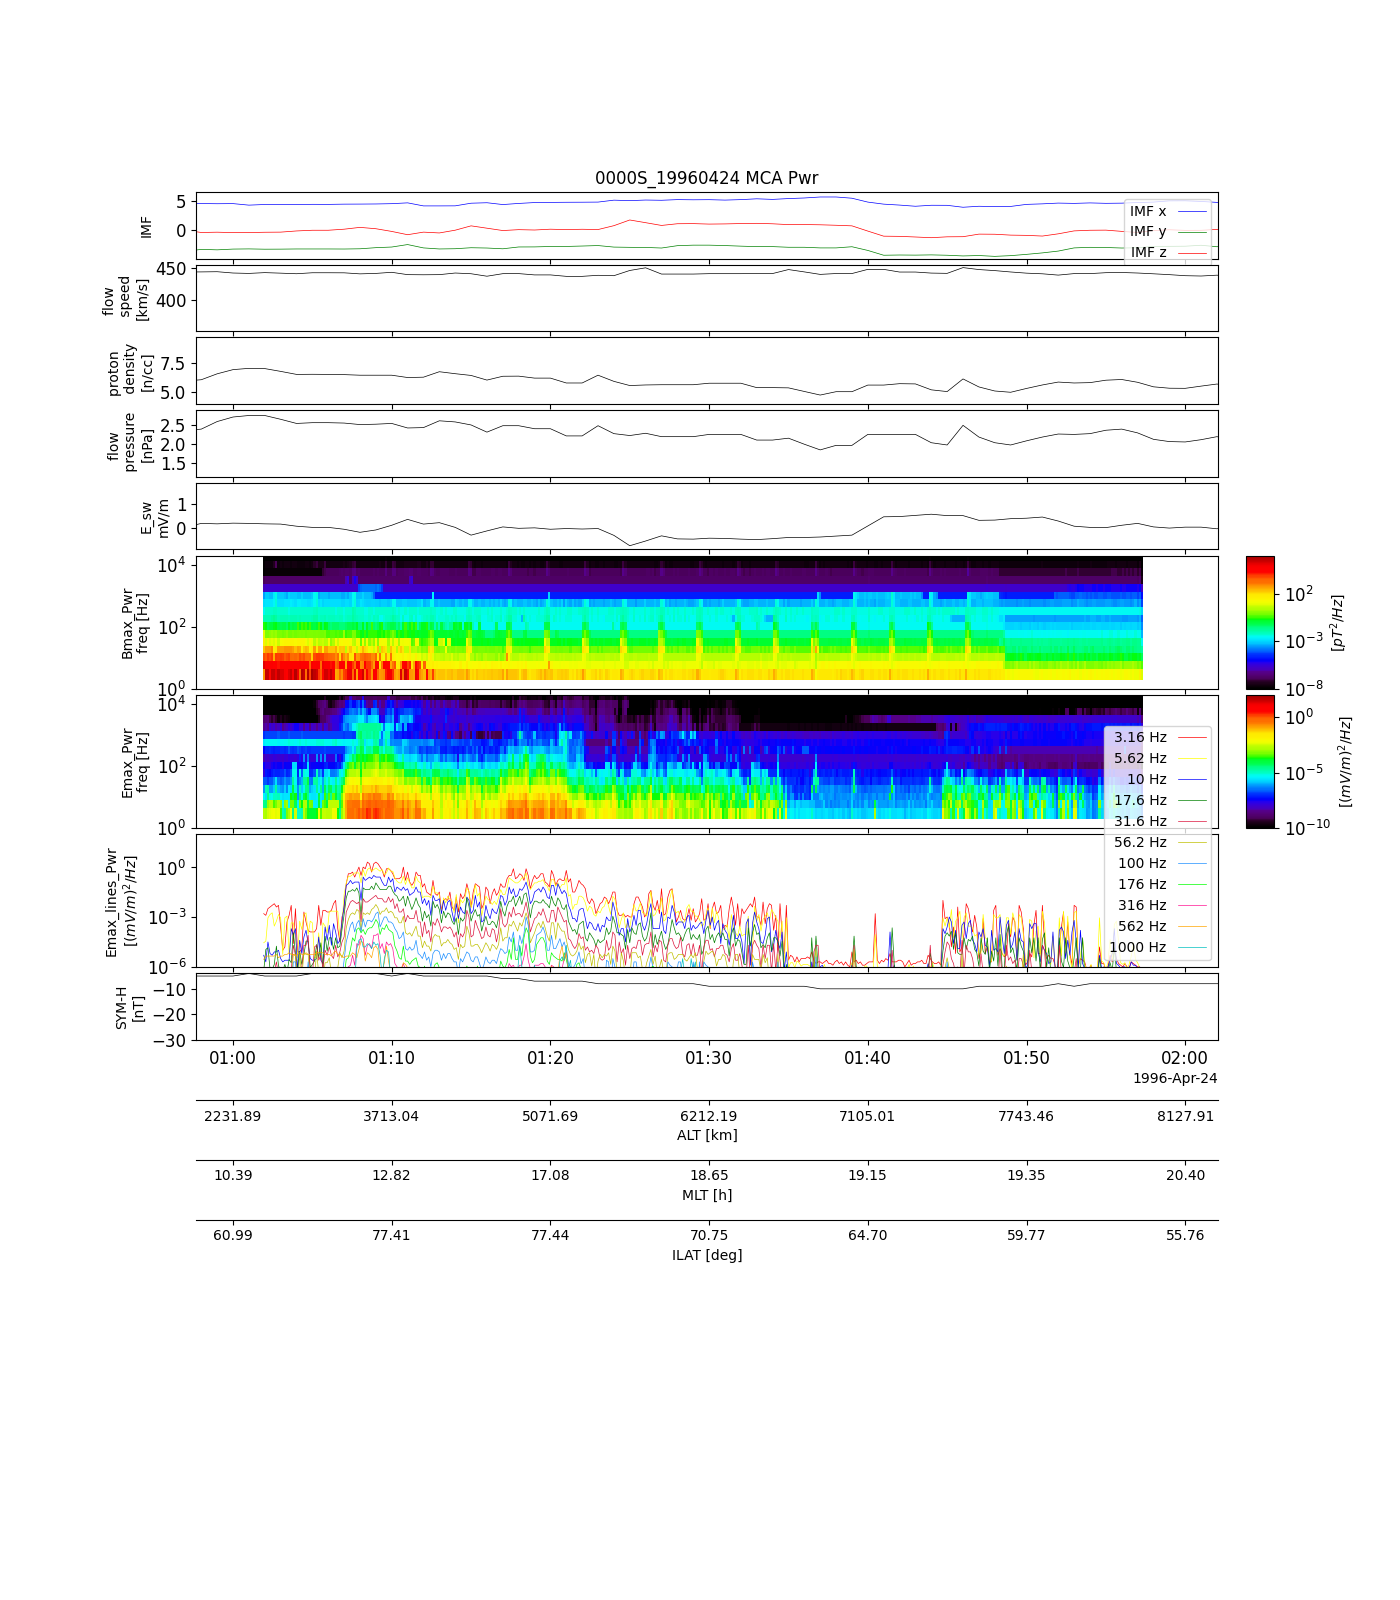 0000S_19960424 MCA Pwr
5
0
IMF
IMF x
IMF y
IMF z
450
400
flow
speed
[km/s]
7.5
5.0
proton
density
[n/cc]
2.5
2.0
1.5
flow
pressure
[nPa]
1
0
E_sw
mV/m
10^4
10^2
10^0
Bmax_Pwr
freq [Hz]
10^2
10^-3
10^-8
[pT^2/Hz]
10^4
10^2
10^0
Emax_Pwr
freq [Hz]
10^0
10^-5
10^-10
[(mV/m)^2/Hz]
3.16 Hz
5.62 Hz
10 Hz
17.6 Hz
31.6 Hz
56.2 Hz
100 Hz
176 Hz
316 Hz
562 Hz
1000 Hz
10^0
10^-3
10^-6
Emax_lines_Pwr
[(mV/m)^2/Hz]
−10
−20
−30
SYM-H
[nT]
01:00 01:10 01:20 01:30 01:40 01:50 02:00
1996-Apr-24
2231.89 3713.04 5071.69 6212.19 7105.01 7743.46 8127.91
ALT [km]
10.39 12.82 17.08 18.65 19.15 19.35 20.40
MLT [h]
60.99 77.41 77.44 70.75 64.70 59.77 55.76
ILAT [deg]